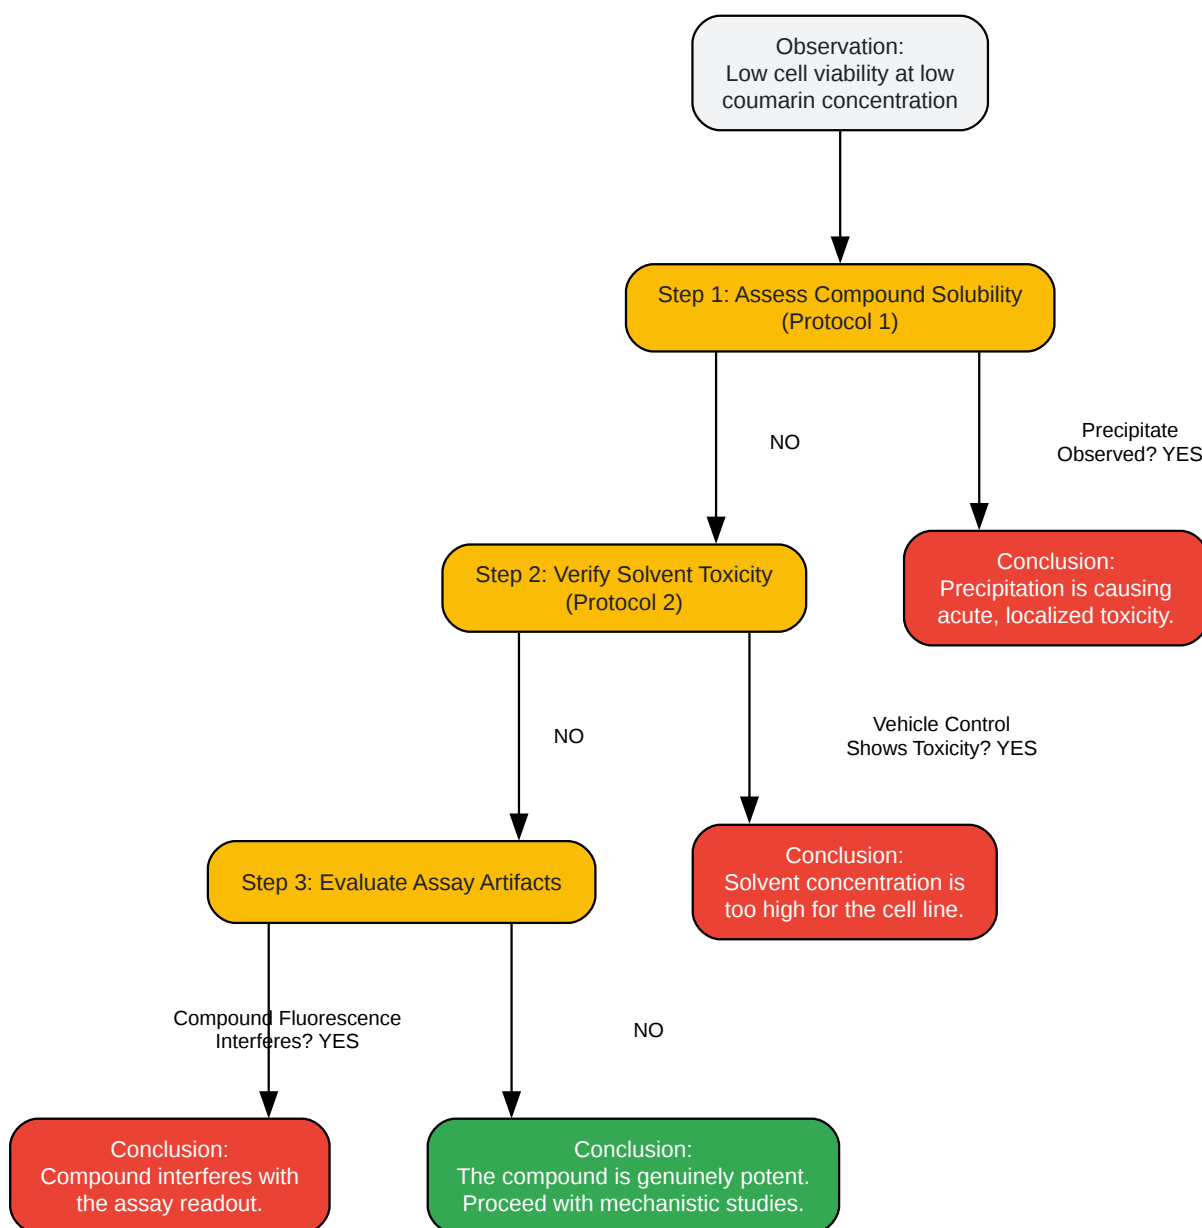 Observation:
Low cell viability at low
coumarin concentration
Step 1: Assess Compound Solubility
(Protocol 1)
NO
Precipitate
Observed? YES
Step 2: Verify Solvent Toxicity
(Protocol 2)
Conclusion:
Precipitation is causing
acute, localized toxicity.
NO
Vehicle Control
Shows Toxicity? YES
Step 3: Evaluate Assay Artifacts
Conclusion:
Solvent concentration is
too high for the cell line.
Compound Fluorescence
Interferes? YES
NO
Conclusion:
Compound interferes with
the assay readout.
Conclusion:
The compound is genuinely potent.
Proceed with mechanistic studies.